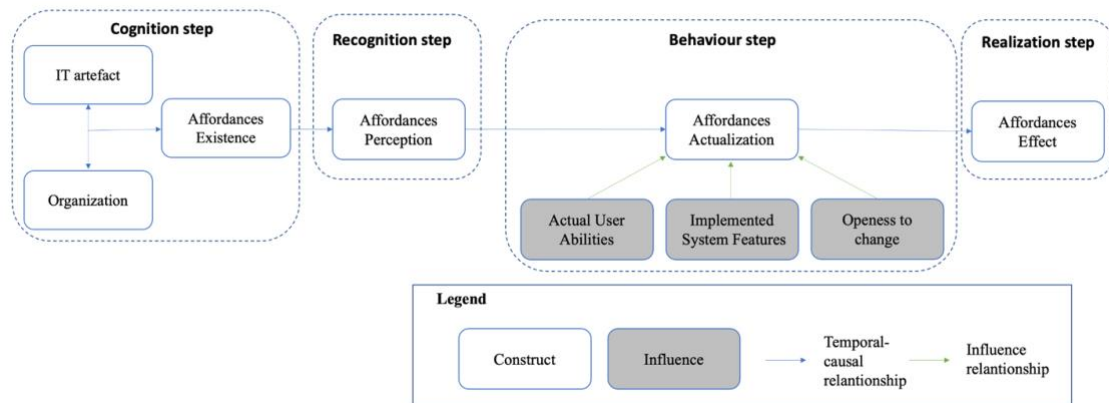 Cognition step
IT artefact
Affordances
Existence
Organization
Recognition step
Affordances
Perception
Behaviour step
Affordances
Actualization
Actual User
Abilities
Implemented
System Features
Openess to
change
Realization step
Affordances
Effect
Legend
Construct
Influence
Temporal-
causal
relantionship
Influence
relantionship